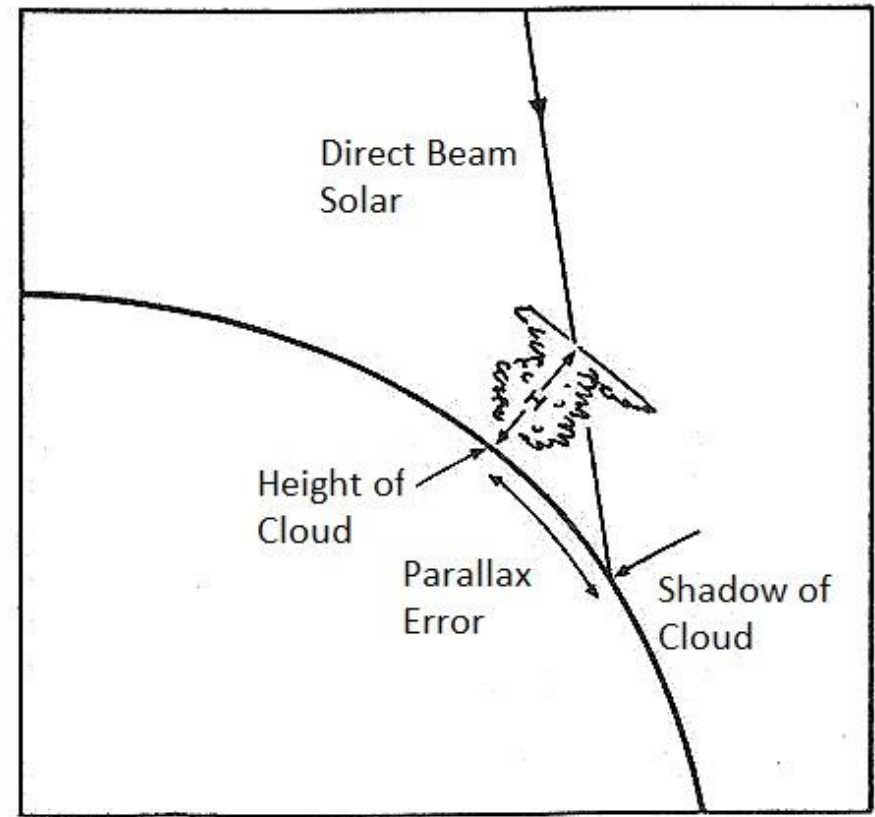 Direct Beam
Solar
H
Height of
Cloud
Parallax
Error
Shadow of
Cloud